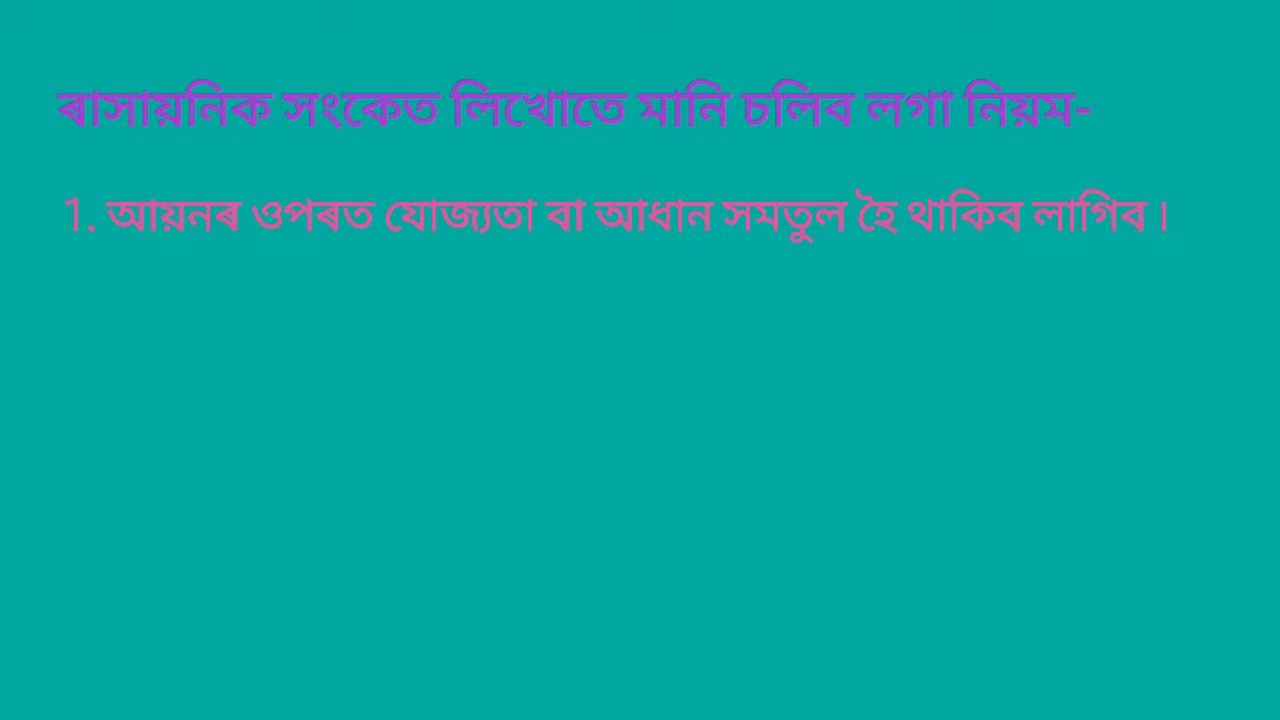 ৰাসায়নিক সংকেত লিখোতে মানি চলিব লগা নিয়ম-
1. আয়নৰ ওপৰত যোজ্যতা বা আধান সমতুল হৈ থাকিব লাগিব ৷